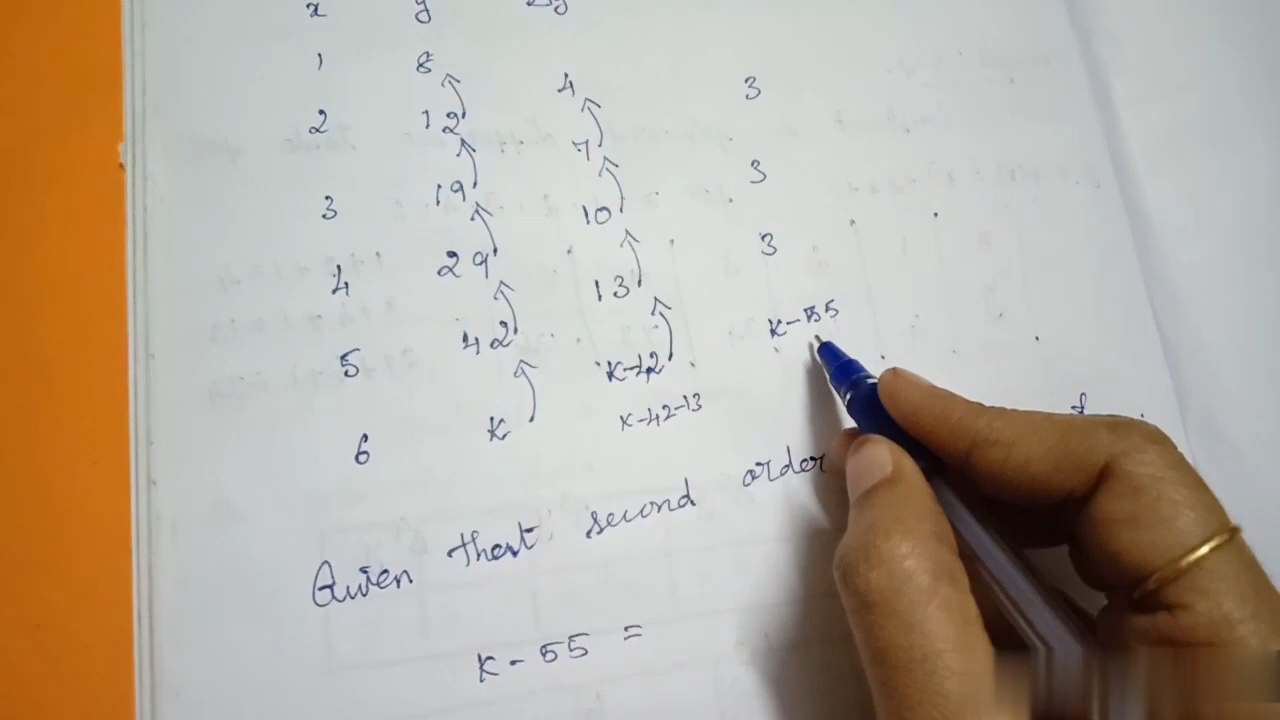 x y Δy
1 8
4 3
2 12
7
3 19 3
10
4 29 3
13
5 42 K-55
K-42
K-42-13
6 K
Given that second order
K - 55 =